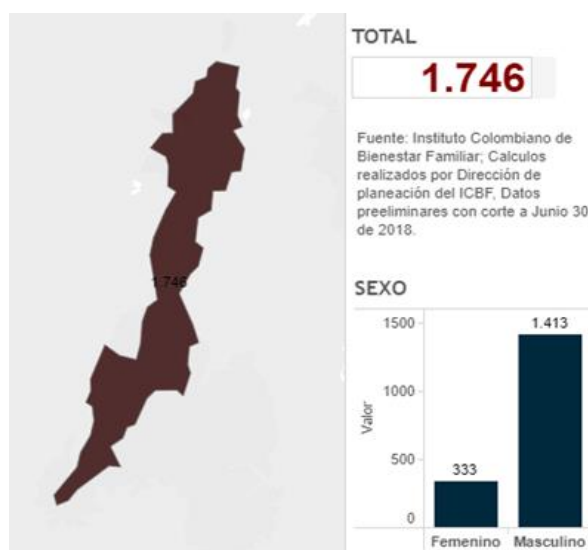 TOTAL
1.746
Fuente: Instituto Colombiano de
Bienestar Familiar; Calculos
realizados por Dirección de
planeación del ICBF, Datos
preeliminares con corte a Junio 30
de 2018.
1.746
SEXO
1500
1.413
1000
Valor
500
333
0
Femenino Masculino